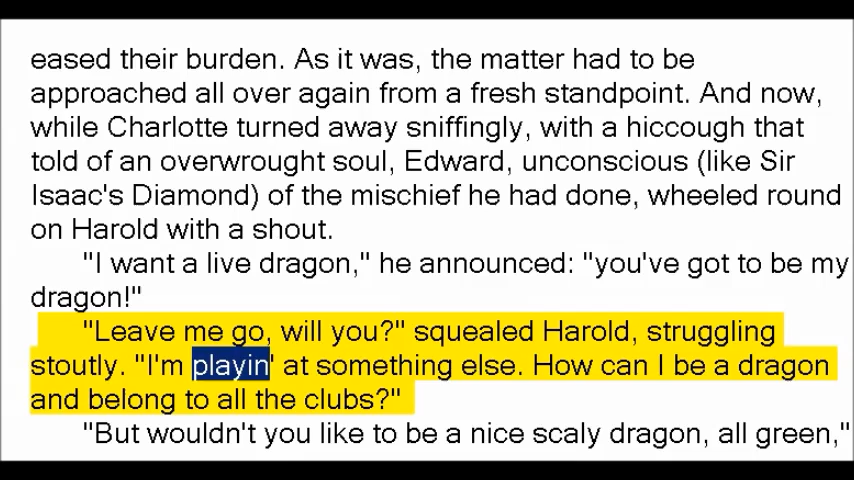 eased their burden. As it was, the matter had to be
approached all over again from a fresh standpoint. And now,
while Charlotte turned away sniffingly, with a hiccough that
told of an overwrought soul, Edward, unconscious (like Sir
Isaac's Diamond) of the mischief he had done, wheeled round
on Harold with a shout.
"I want a live dragon," he announced: "you've got to be my
dragon!"
"Leave me go, will you?" squealed Harold, struggling
stoutly. "I'm playin' at something else. How can I be a dragon
and belong to all the clubs?"
"But wouldn't you like to be a nice scaly dragon, all green,"